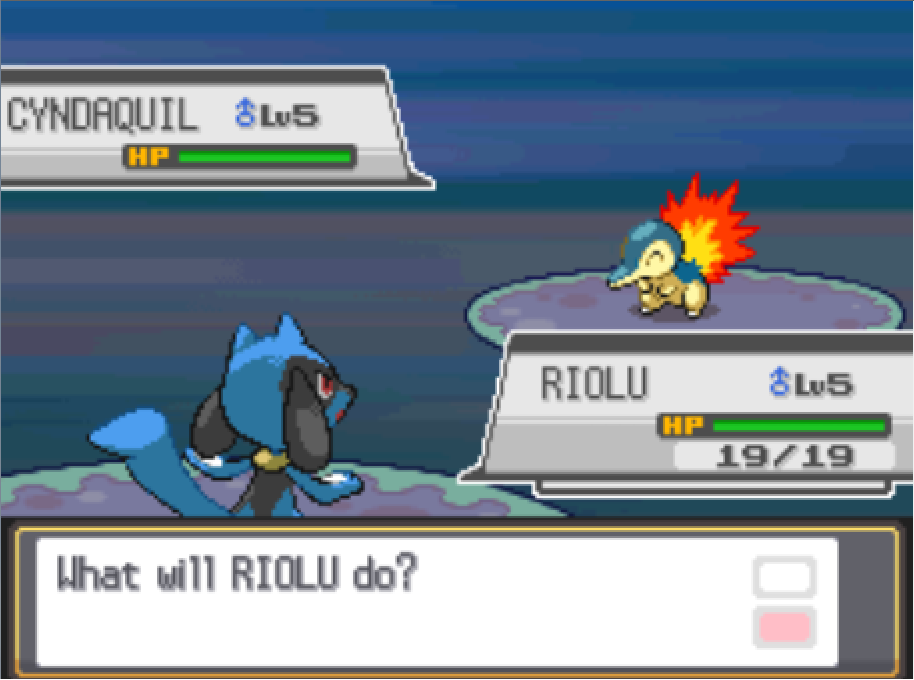 CYNDAQUIL ♂Lv5
HP
RIOLU ♂Lv5
HP
19/19
What will RIOLU do?